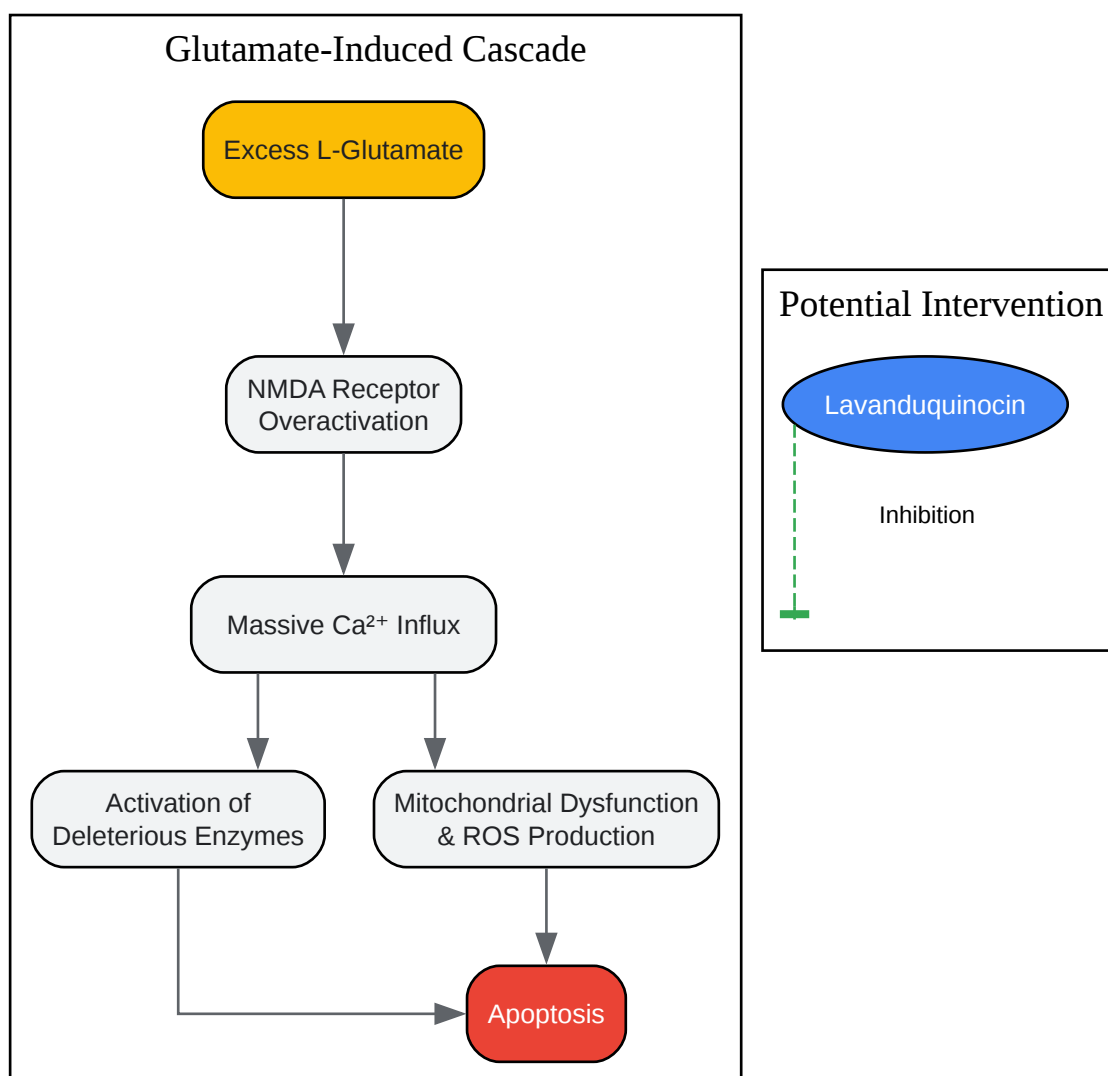 Glutamate-Induced Cascade
Excess L-Glutamate
NMDA Receptor
Overactivation
Massive Ca²⁺ Influx
Activation of
Deleterious Enzymes
Mitochondrial Dysfunction
& ROS Production
Apoptosis
Potential Intervention
Lavanduquinocin
Inhibition